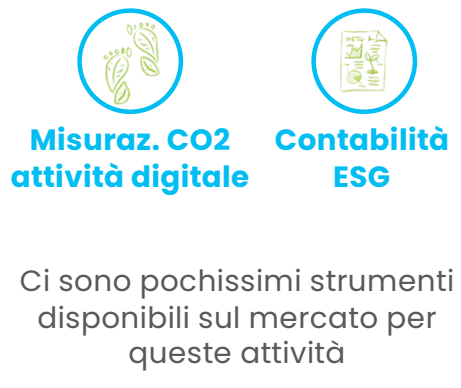 Misuraz. CO2
attività digitale
Contabilità
ESG
Ci sono pochissimi strumenti
disponibili sul mercato per
queste attività